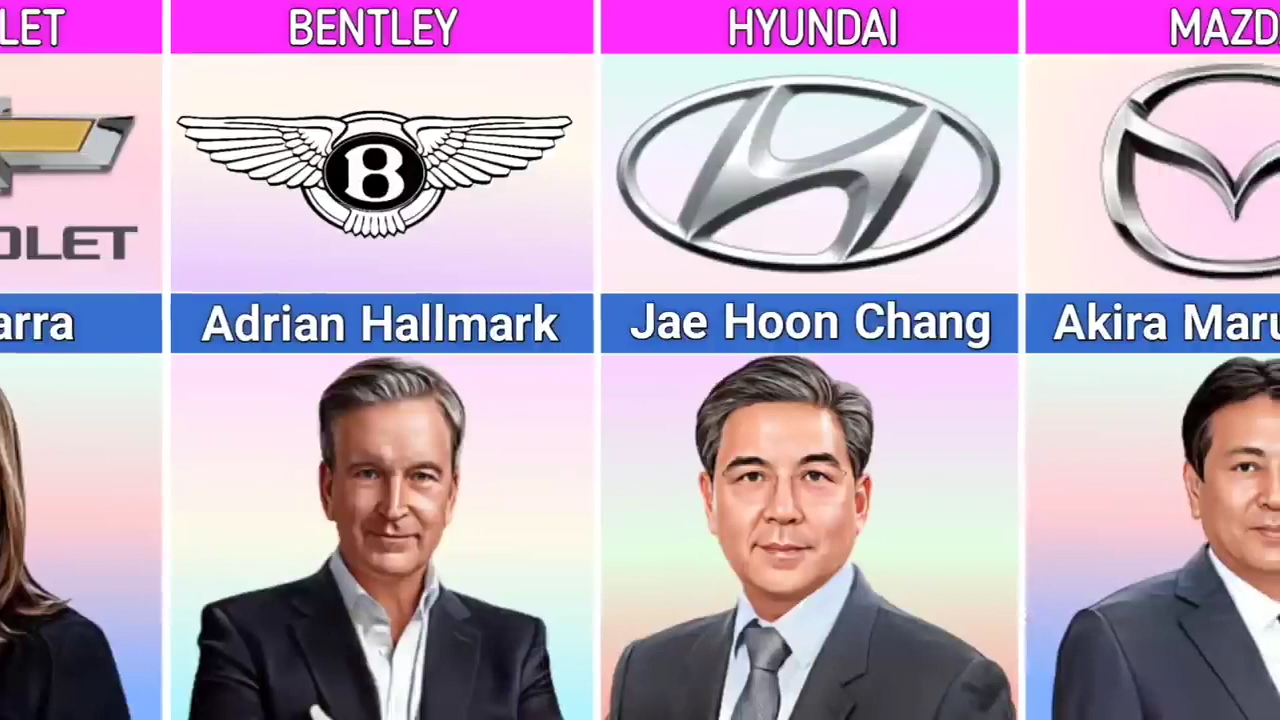 LET
BENTLEY
HYUNDAI
MAZD
B
OLET
arra
Adrian Hallmark
Jae Hoon Chang
Akira Maru